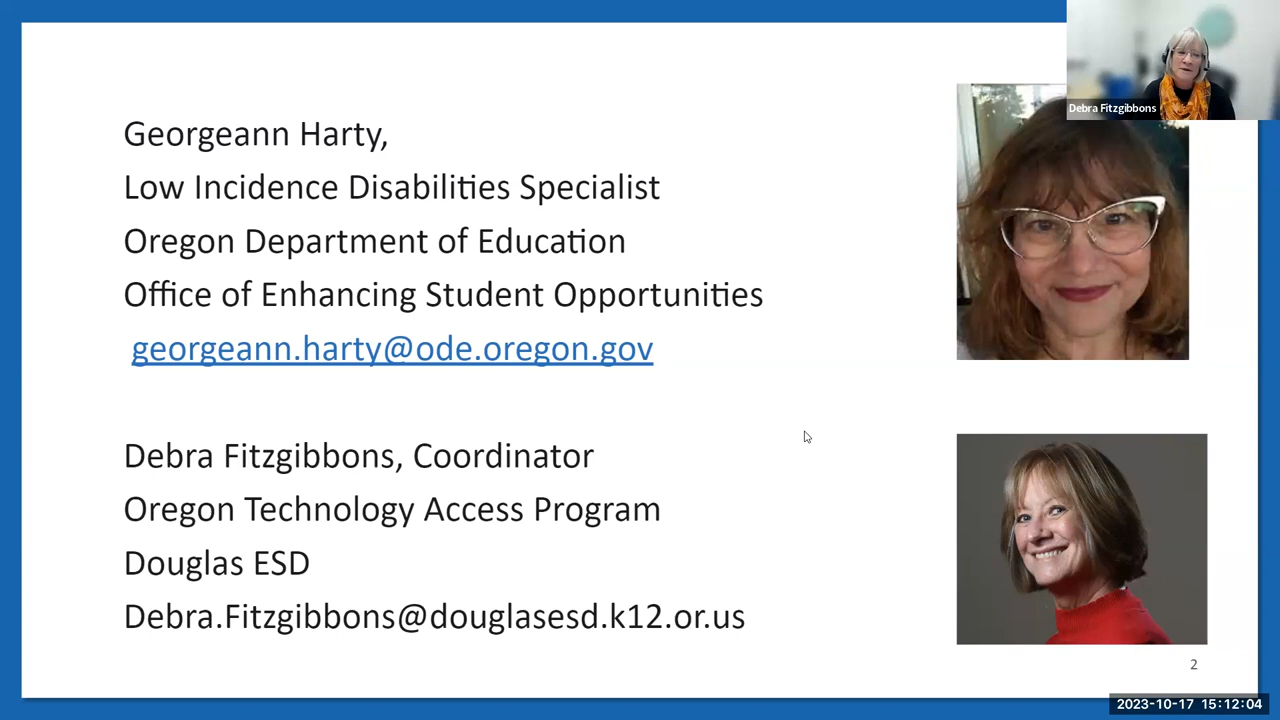 Debra Fitzgibbons
Georgeann Harty,
Low Incidence Disabilities Specialist
Oregon Department of Education
Office of Enhancing Student Opportunities
georgeann.harty@ode.oregon.gov
Debra Fitzgibbons, Coordinator
Oregon Technology Access Program
Douglas ESD
Debra.Fitzgibbons@douglasesd.k12.or.us
2
2023-10-17 15:12:04